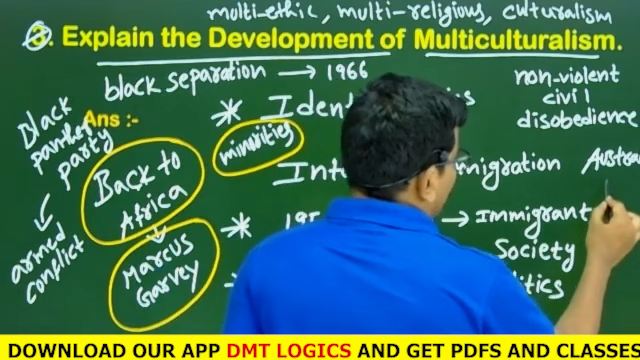 multi-ethic, multi-religious, culturalism
3. Explain the Development of Multiculturalism.
black separation → 1966
Ans :-
Black
panther
party
armed
conflict
Back to
Africa
Marcus
Garvey
minorities
non-violent
civil
disobedience
→ Immigrant
Society
DOWNLOAD OUR APP DMT LOGICS AND GET PDFS AND CLASSES